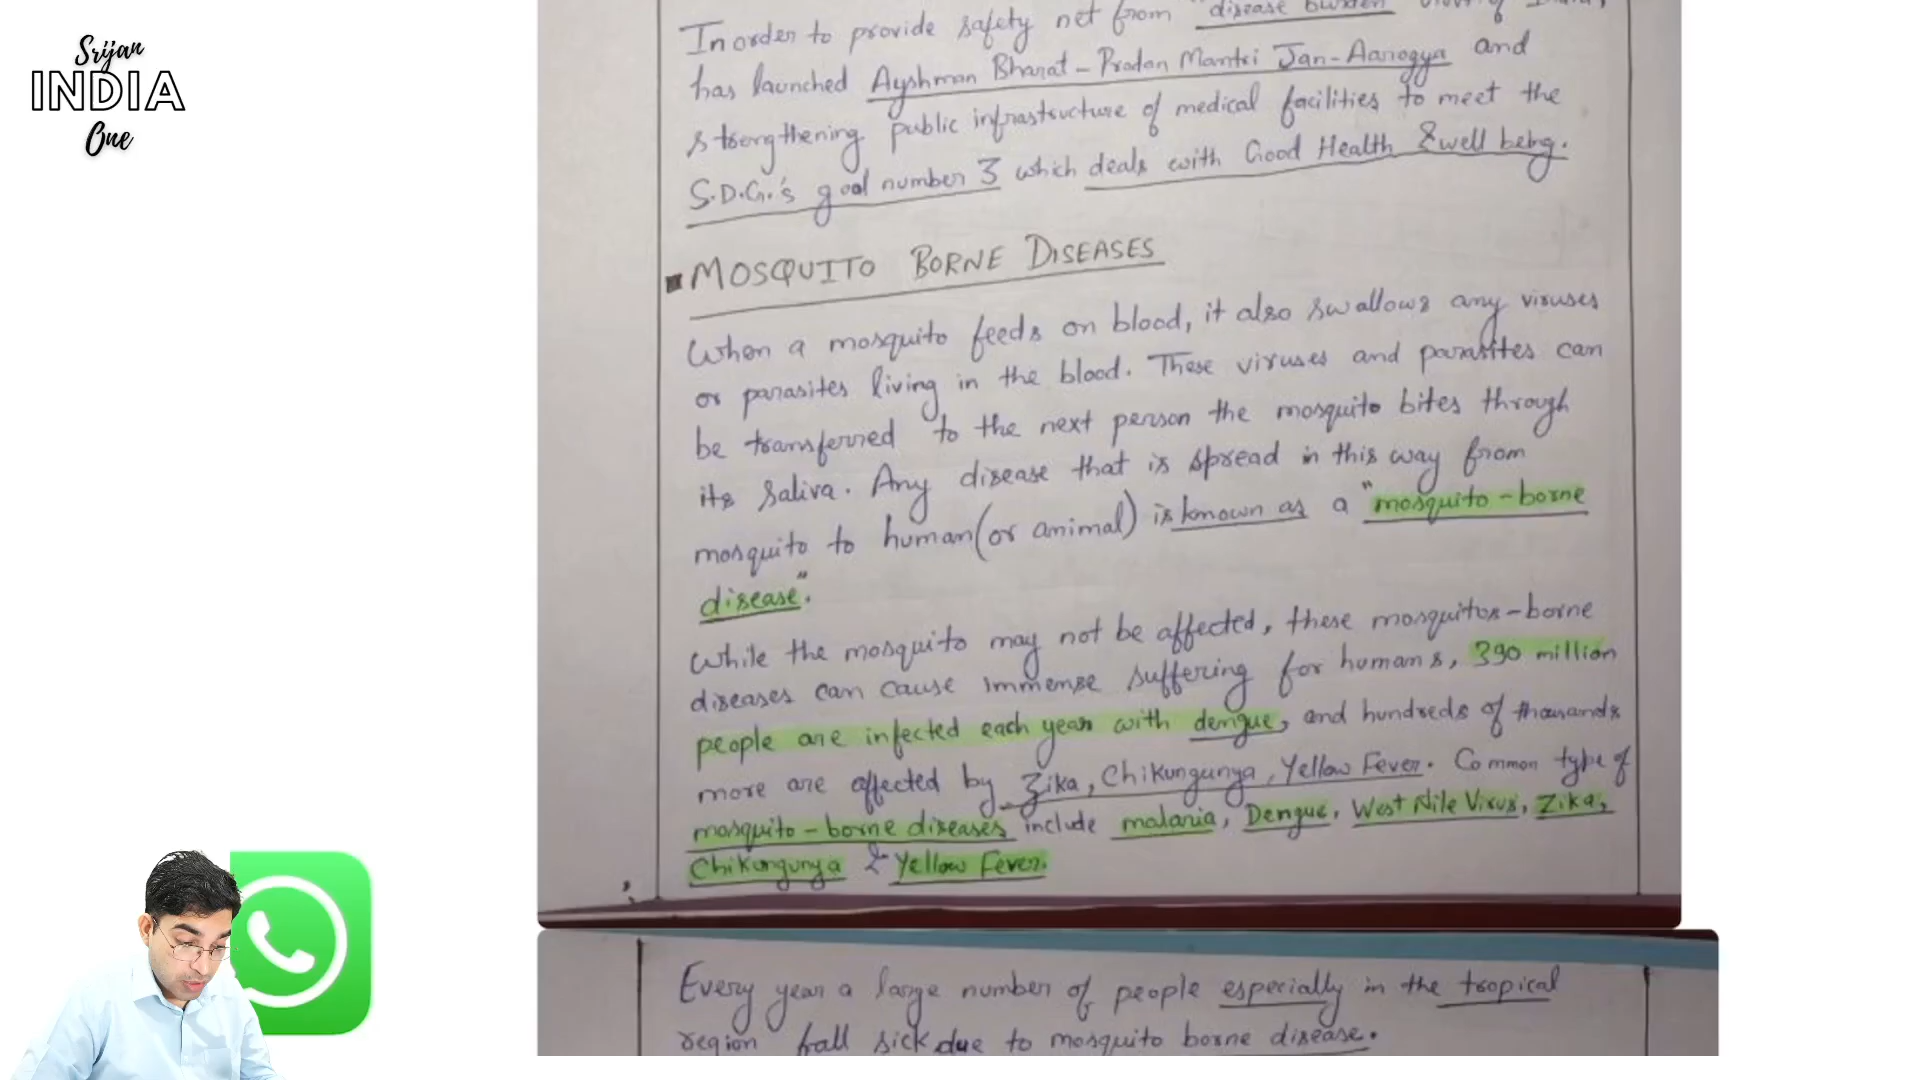 Srijan
INDIA
One
In order to provide safety net from "disease burden
has launched Ayshman Bharat - Pradan Mantri Jan-Aarogya and
strengthening public infrastructure of medical facilities to meet the
S.D.G.'s goal number 3 which deals with Good Health & well being.
MOSQUITO BORNE DISEASES
When a mosquito feeds on blood, it also swallows any viruses
or parasites living in the blood. These viruses and parasites can
be transferred to the next person the mosquito bites through
its saliva. Any disease that is spread in this way from
mosquito to human (or animal) is known as a "mosquito-borne
disease".
While the mosquito may not be affected, these mosquitos-borne
diseases can cause immense suffering for humans, 390 million
people are infected each year with dengue, and hundreds of thousands
more are affected by Zika, Chikungunya, Yellow Fever. Common type of
mosquito-borne diseases include malaria, Dengue, West Nile Virus, Zika,
Chikungunya & Yellow Fever.
Every year a large number of people especially in the tropical
region fall sick due to mosquito borne disease.